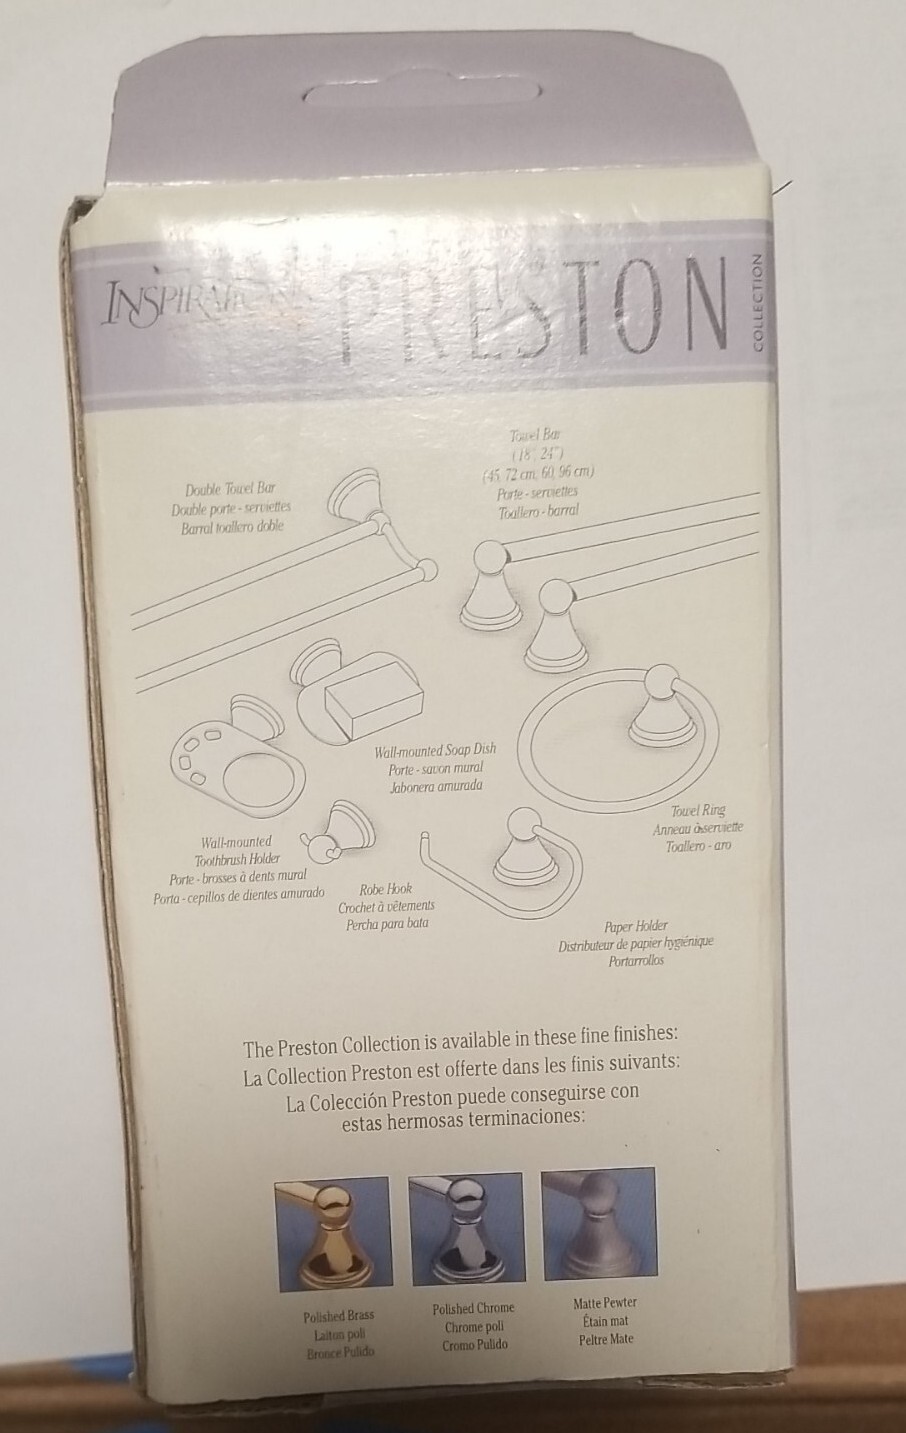 INSPIRATIONS PRESTON COLLECTION
Towel Bar
(18", 24")
(45, 72 cm, 60, 96 cm)
Porte - serviettes
Toallero - barral
Double Towel Bar
Double porte - serviettes
Barral toallero doble
Wall-mounted Soap Dish
Porte - savon mural
Jabonera amurada
Towel Ring
Anneau à serviette
Toallero - aro
Wall-mounted
Toothbrush Holder
Porte - brosses à dents mural
Porta - cepillos de dientes amurado
Robe Hook
Crochet à vêtements
Percha para bata
Paper Holder
Distributeur de papier hygiénique
Portarrollos
The Preston Collection is available in these fine finishes:
La Collection Preston est offerte dans les finis suivants:
La Colección Preston puede conseguirse con
estas hermosas terminaciones:
Polished Brass
Laiton poli
Bronce Pulido
Polished Chrome
Chrome poli
Cromo Pulido
Matte Pewter
Étain mat
Peltre Mate